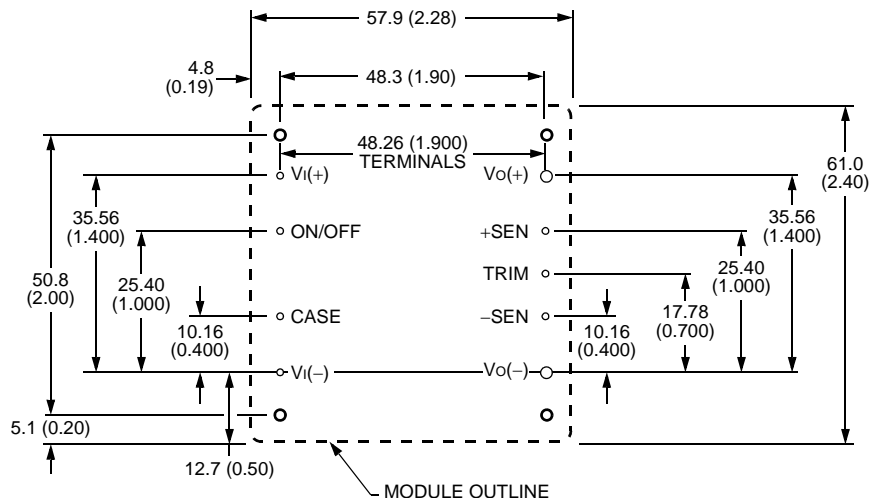 57.9 (2.28)
4.8
(0.19)
48.3 (1.90)
48.26 (1.900)
TERMINALS
VI(+)
VO(+)
61.0
(2.40)
35.56
(1.400)
35.56
(1.400)
ON/OFF
+SEN
50.8
(2.00)
25.40
(1.000)
TRIM
25.40
(1.000)
17.78
(0.700)
CASE
–SEN
10.16
(0.400)
10.16
(0.400)
VI(–)
VO(–)
5.1 (0.20)
12.7 (0.50)
MODULE OUTLINE